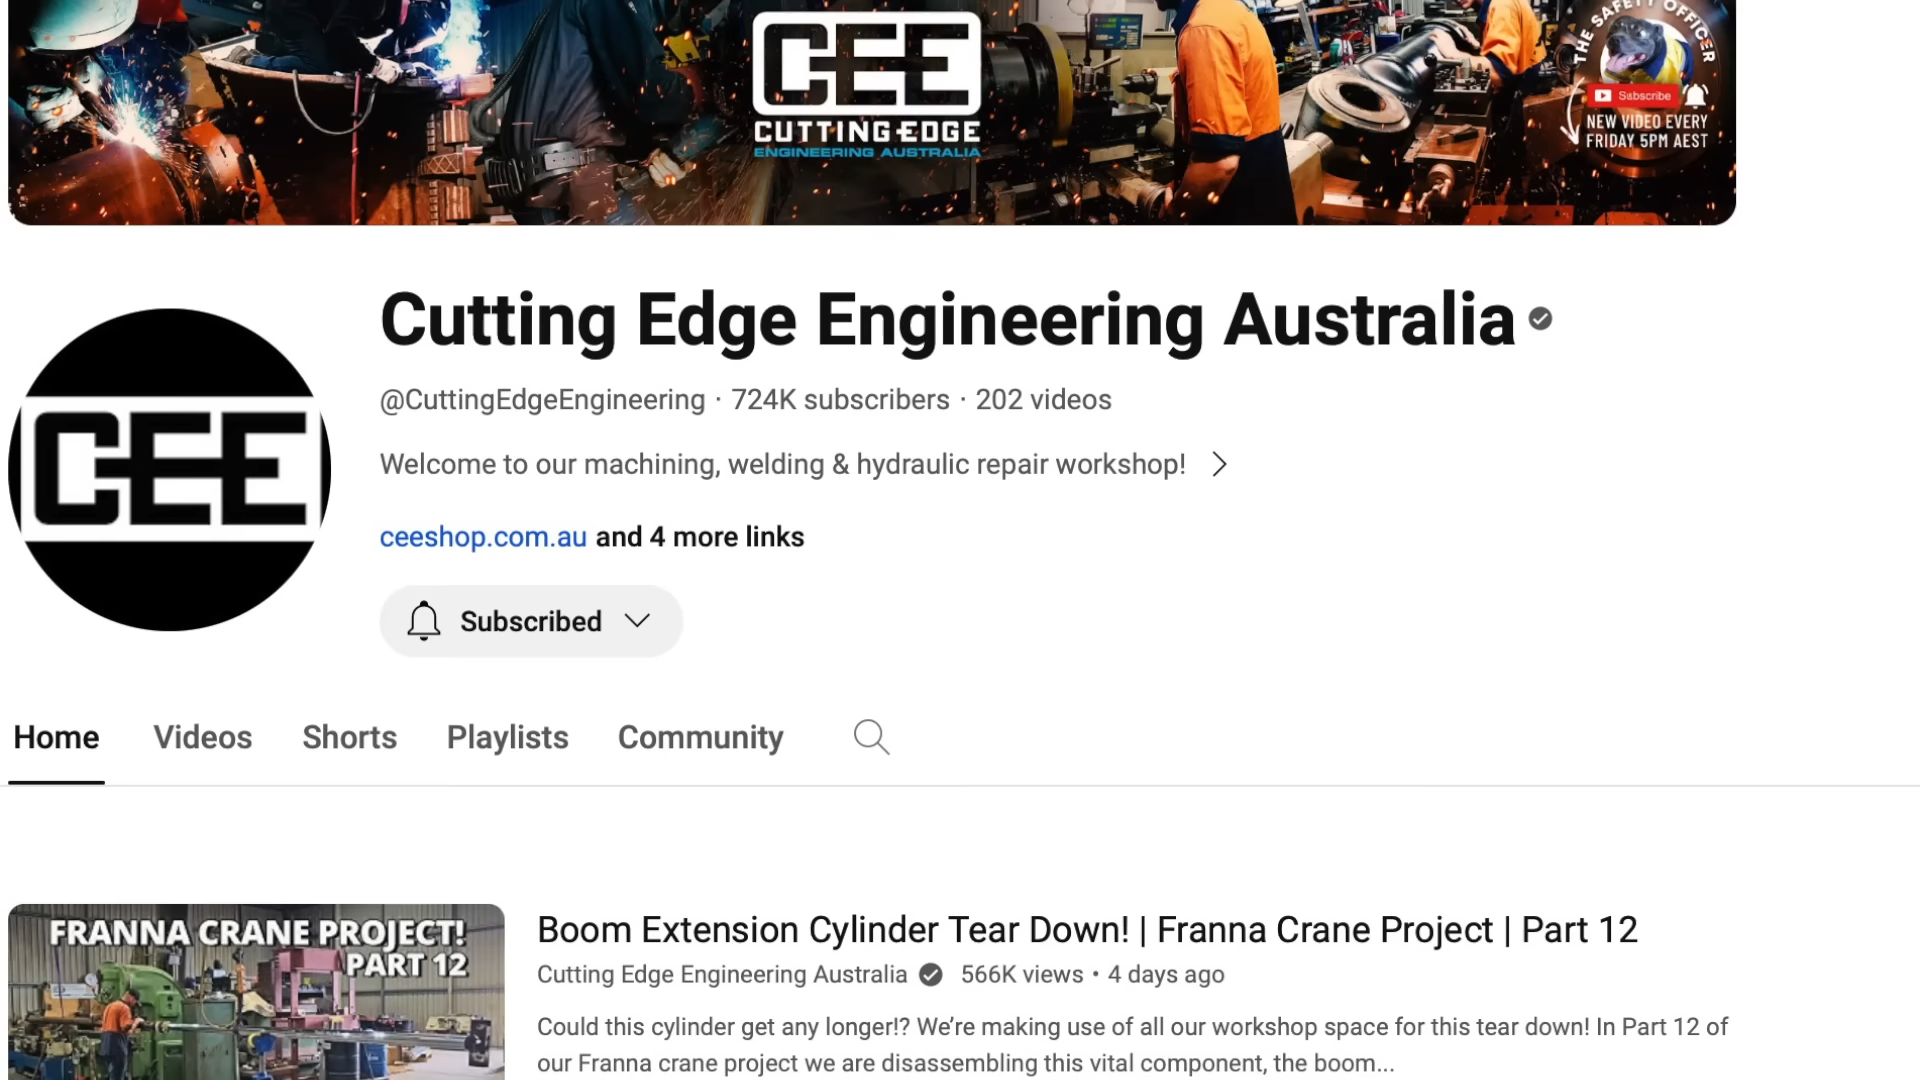 CEE
CUTTING EDGE
ENGINEERING AUSTRALIA
THE SAFETY OFFICER
Subscribe
NEW VIDEO EVERY
FRIDAY 5PM AEST
Cutting Edge Engineering Australia
@CuttingEdgeEngineering · 724K subscribers · 202 videos
CEE
Welcome to our machining, welding & hydraulic repair workshop!
ceeshop.com.au and 4 more links
Subscribed
Home Videos Shorts Playlists Community
FRANNA CRANE PROJECT!
PART 12
Boom Extension Cylinder Tear Down! | Franna Crane Project | Part 12
Cutting Edge Engineering Australia 566K views • 4 days ago
Could this cylinder get any longer!? We’re making use of all our workshop space for this tear down! In Part 12 of
our Franna crane project we are disassembling this vital component, the boom...